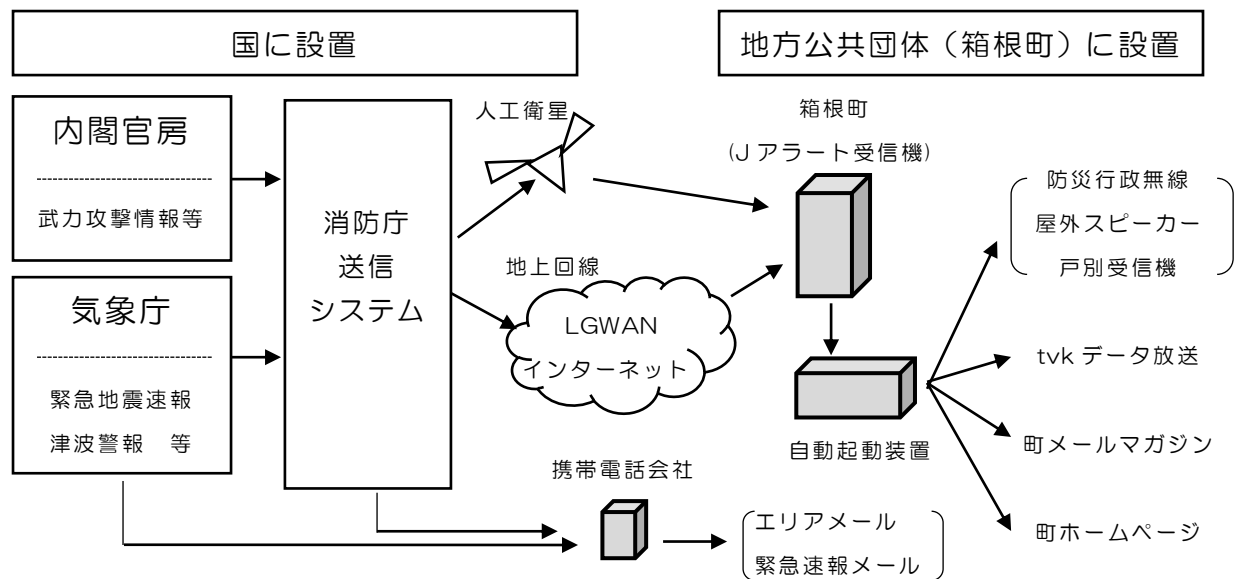 国に設置
地方公共団体（箱根町）に設置
内閣官房
武力攻撃情報等
気象庁
緊急地震速報
津波警報　等
消防庁
送信
システム
人工衛星
地上回線
LGWAN
インターネット
箱根町
(Jアラート受信機)
自動起動装置
防災行政無線
屋外スピーカー
戸別受信機
tvkデータ放送
町メールマガジン
町ホームページ
携帯電話会社
エリアメール
緊急速報メール